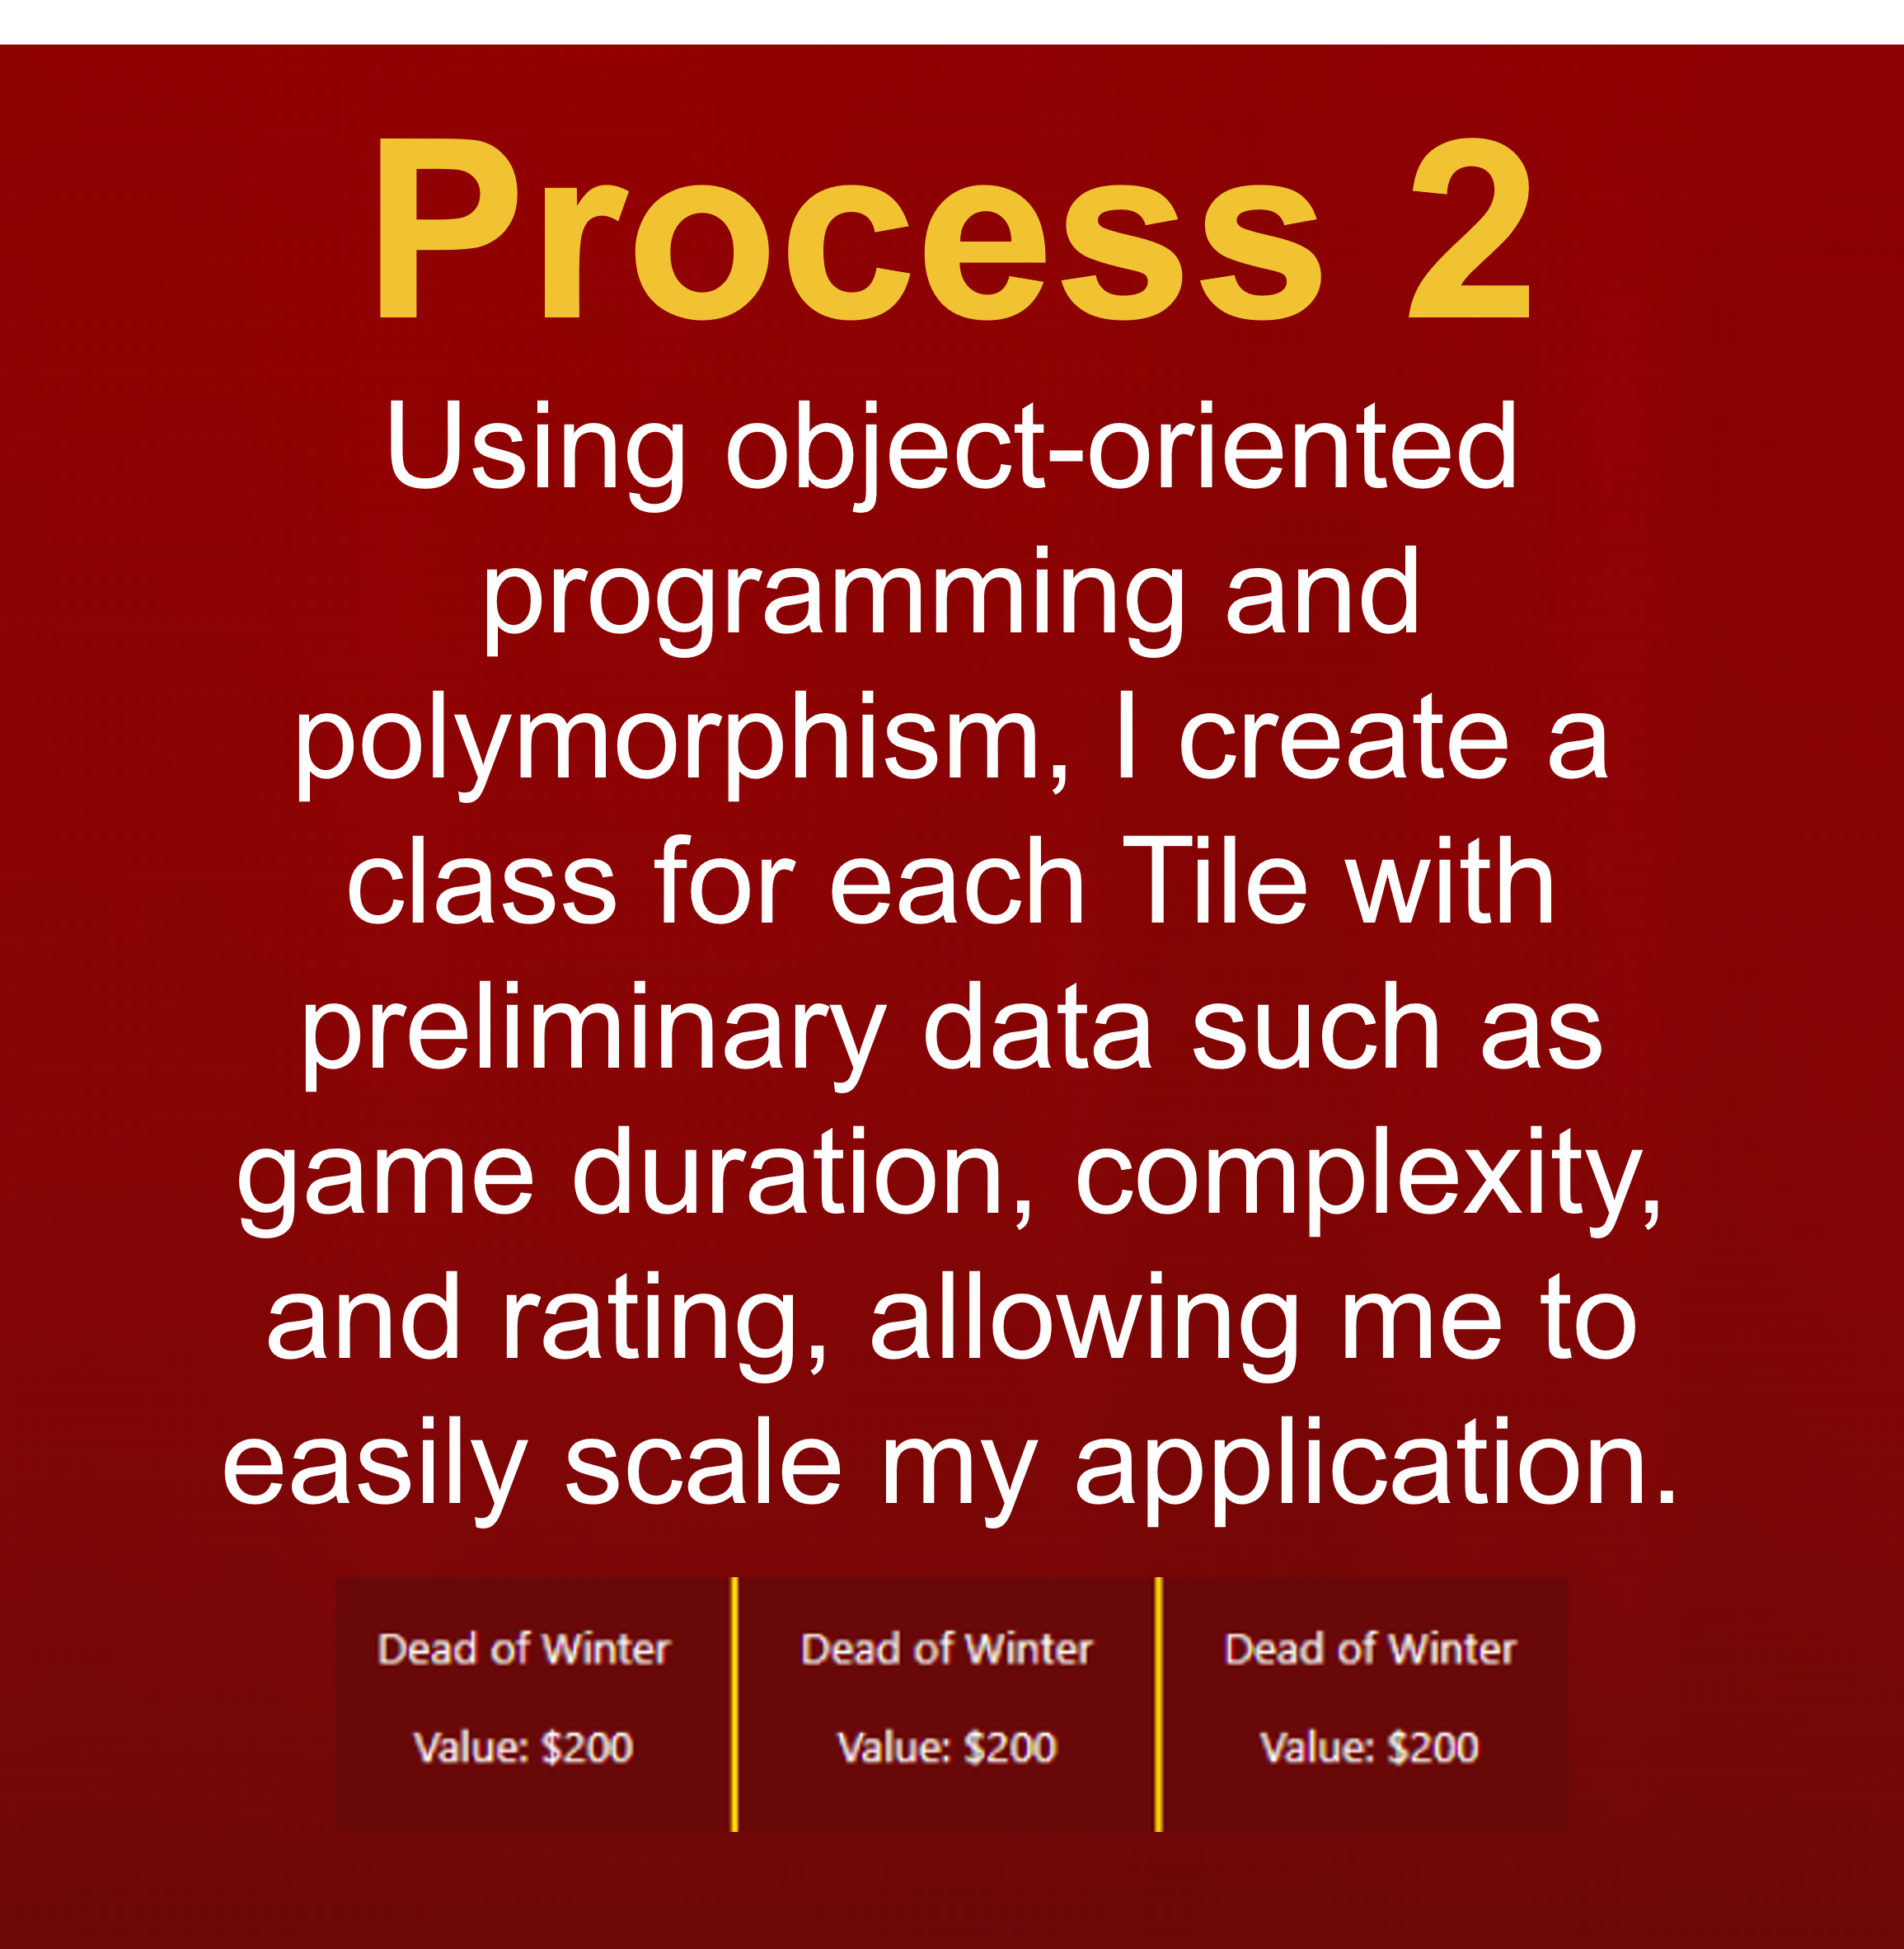 Process 2
Using object-oriented
programming and
polymorphism, I create a
class for each Tile with
preliminary data such as
game duration, complexity,
and rating, allowing me to
easily scale my application.
Dead of Winter Dead of Winter Dead of Winter
Value: $200 Value: $200 Value: $200